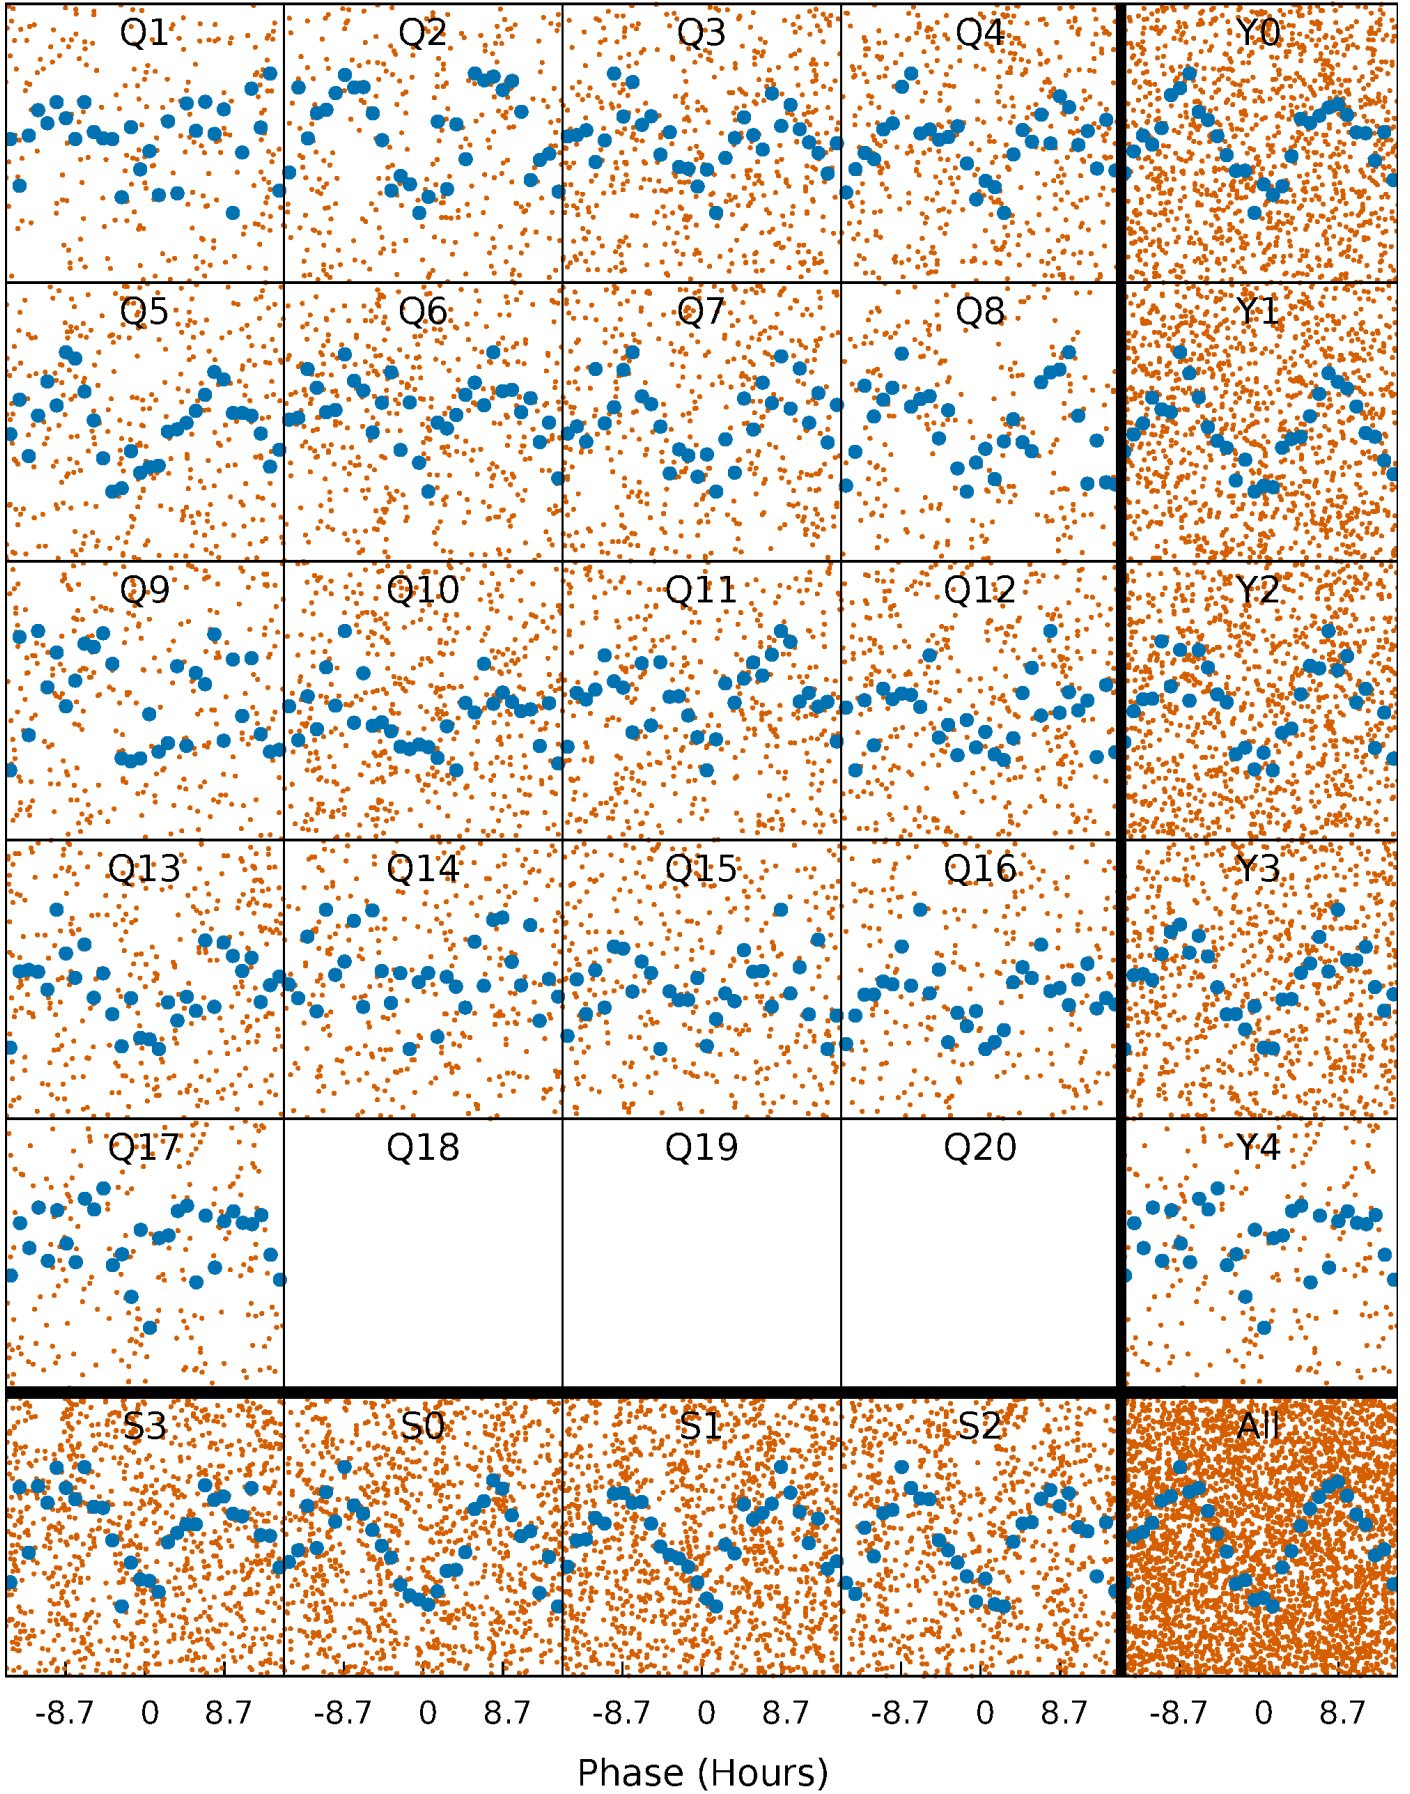 Q1 Q2 Q3 Q4 Y0
Q5 Q6 Q7 Q8 Y1
Q9 Q10 Q11 Q12 Y2
Q13 Q14 Q15 Q16 Y3
Q17 Q18 Q19 Q20 Y4
S3 S0 S1 S2 All
-8.7 0 8.7 -8.7 0 8.7 -8.7 0 8.7 -8.7 0 8.7 -8.7 0 8.7
Phase (Hours)